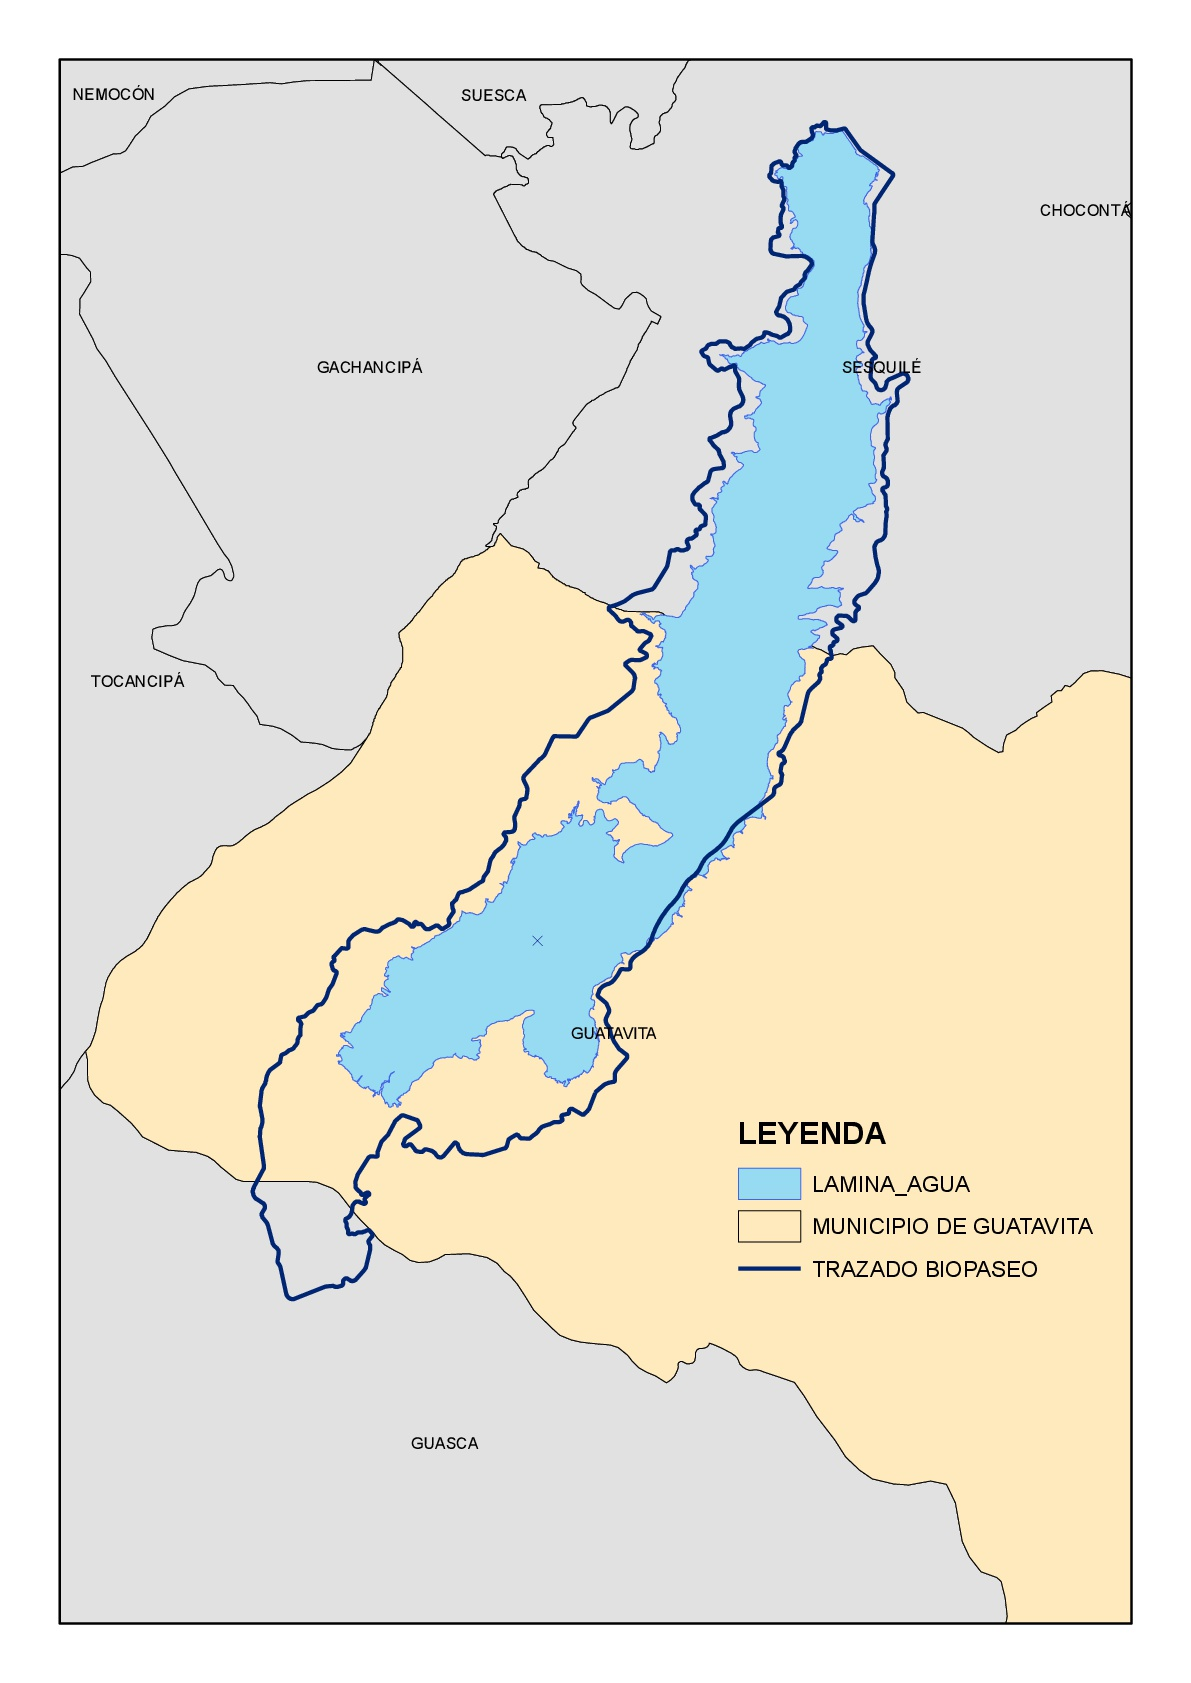 NEMOCÓN
SUESCA
CHOCONTÁ
GACHANCIPÁ
SESQUILÉ
TOCANCIPÁ
GUATAVITA
LEYENDA
LAMINA_AGUA
MUNICIPIO DE GUATAVITA
TRAZADO BIOPASEO
GUASCA